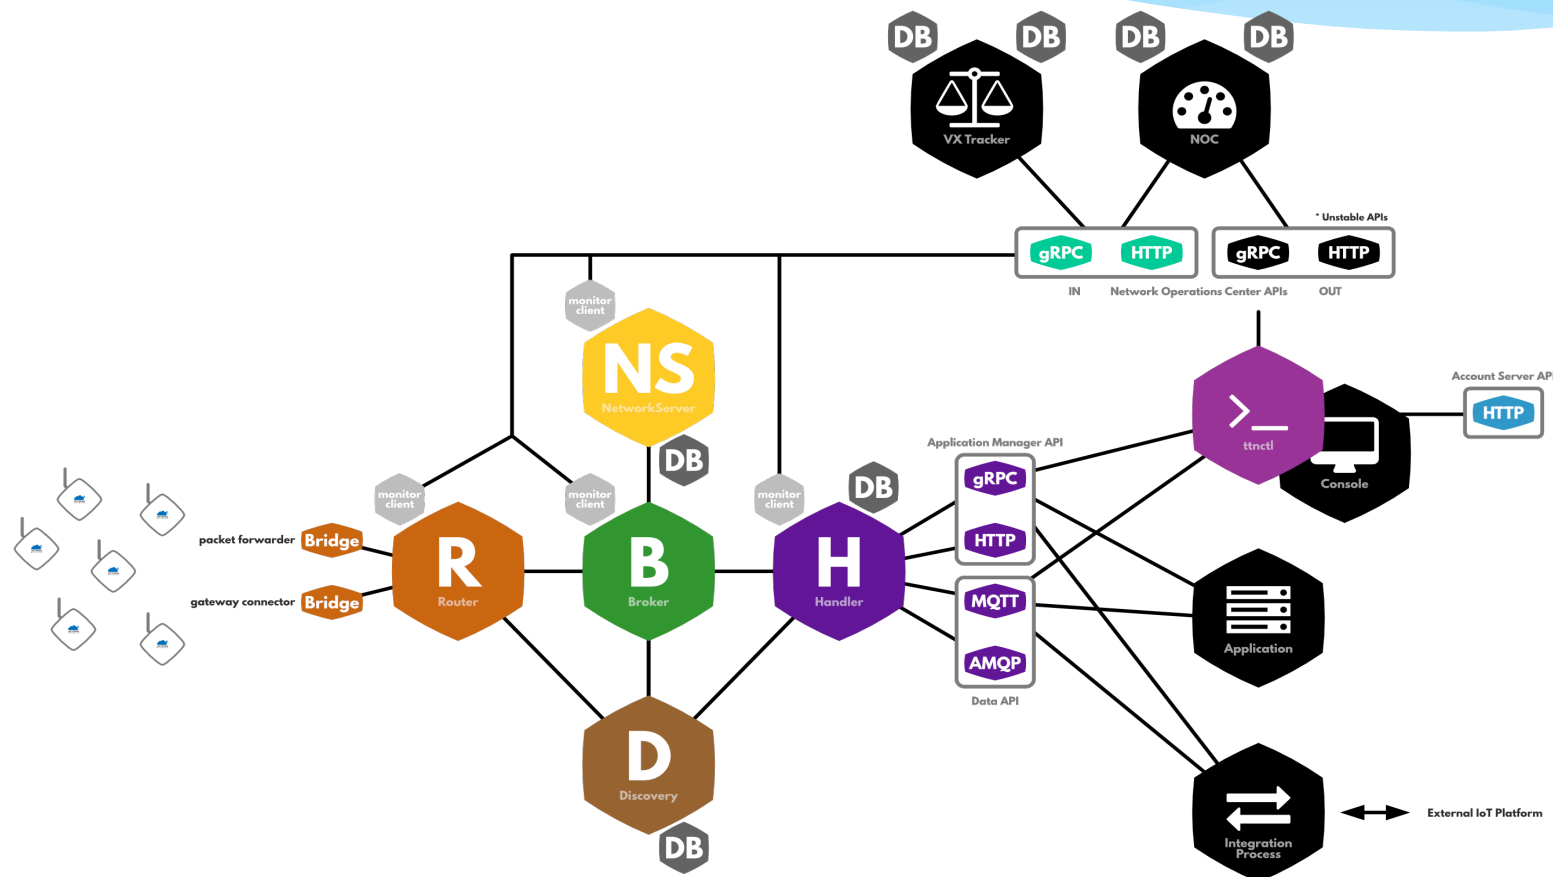 DB
DB
DB
DB
VX Tracker
NOC
* Unstable APIs
gRPC
HTTP
gRPC
HTTP
IN
Network Operations Center APIs
OUT
monitor
client
NS
NetworkServer
DB
Account Server AP
HTTP
>_
ttnctl
Console
Application Manager API
gRPC
HTTP
monitor
client
monitor
client
monitor
client
DB
packet forwarder
Bridge
gateway connector
Bridge
R
Router
B
Broker
H
Handler
MQTT
AMQP
Data API
Application
D
Discovery
DB
Integration
Process
External IoT Platform